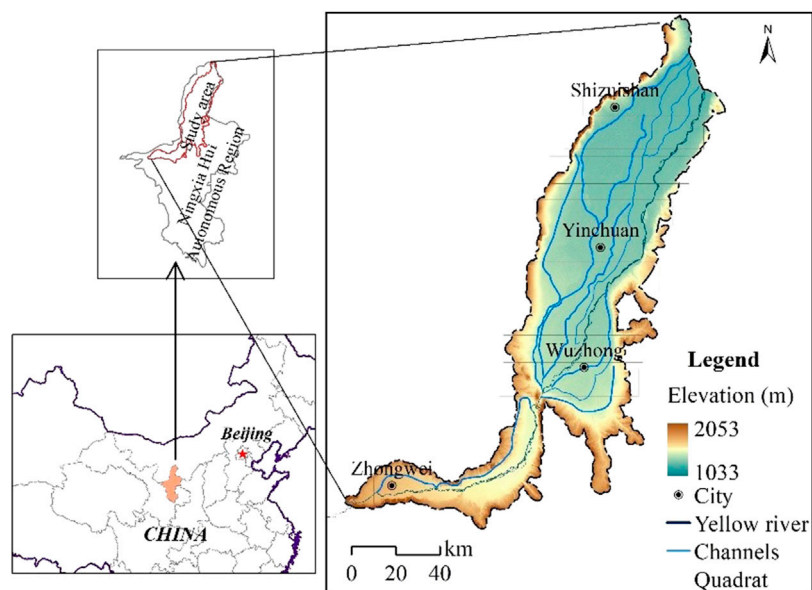 Study area
Ningxia Hui
Autonomous Region
Beijing
CHINA
N
Shizuishan
Yinchuan
Wuzhong
Zhongwei
km
0 20 40
Legend
Elevation (m)
2053
1033
City
Yellow river
Channels
Quadrat